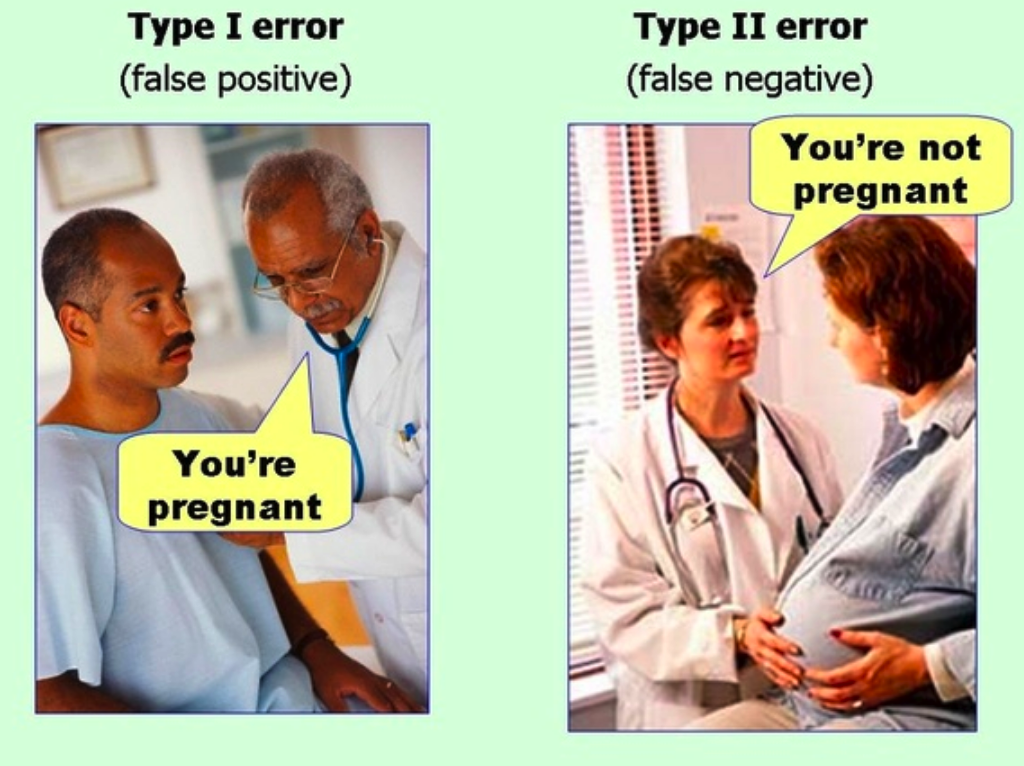 Type I error
(false positive)
You're
pregnant
Type II error
(false negative)
You're not
pregnant